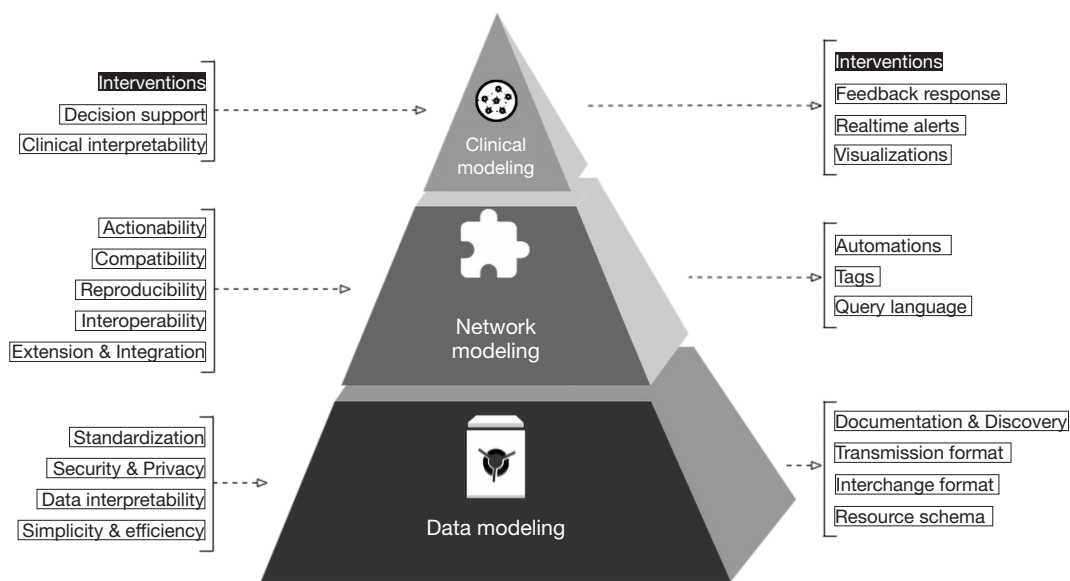 Interventions
Decision support
Clinical interpretability
Clinical
modeling
Interventions
Feedback response
Realtime alerts
Visualizations
Actionability
Compatibility
Reproducibility
Interoperability
Extension & Integration
Network
modeling
Automations
Tags
Query language
Standardization
Security & Privacy
Data interpretability
Simplicity & efficiency
Data modeling
Documentation & Discovery
Transmission format
Interchange format
Resource schema